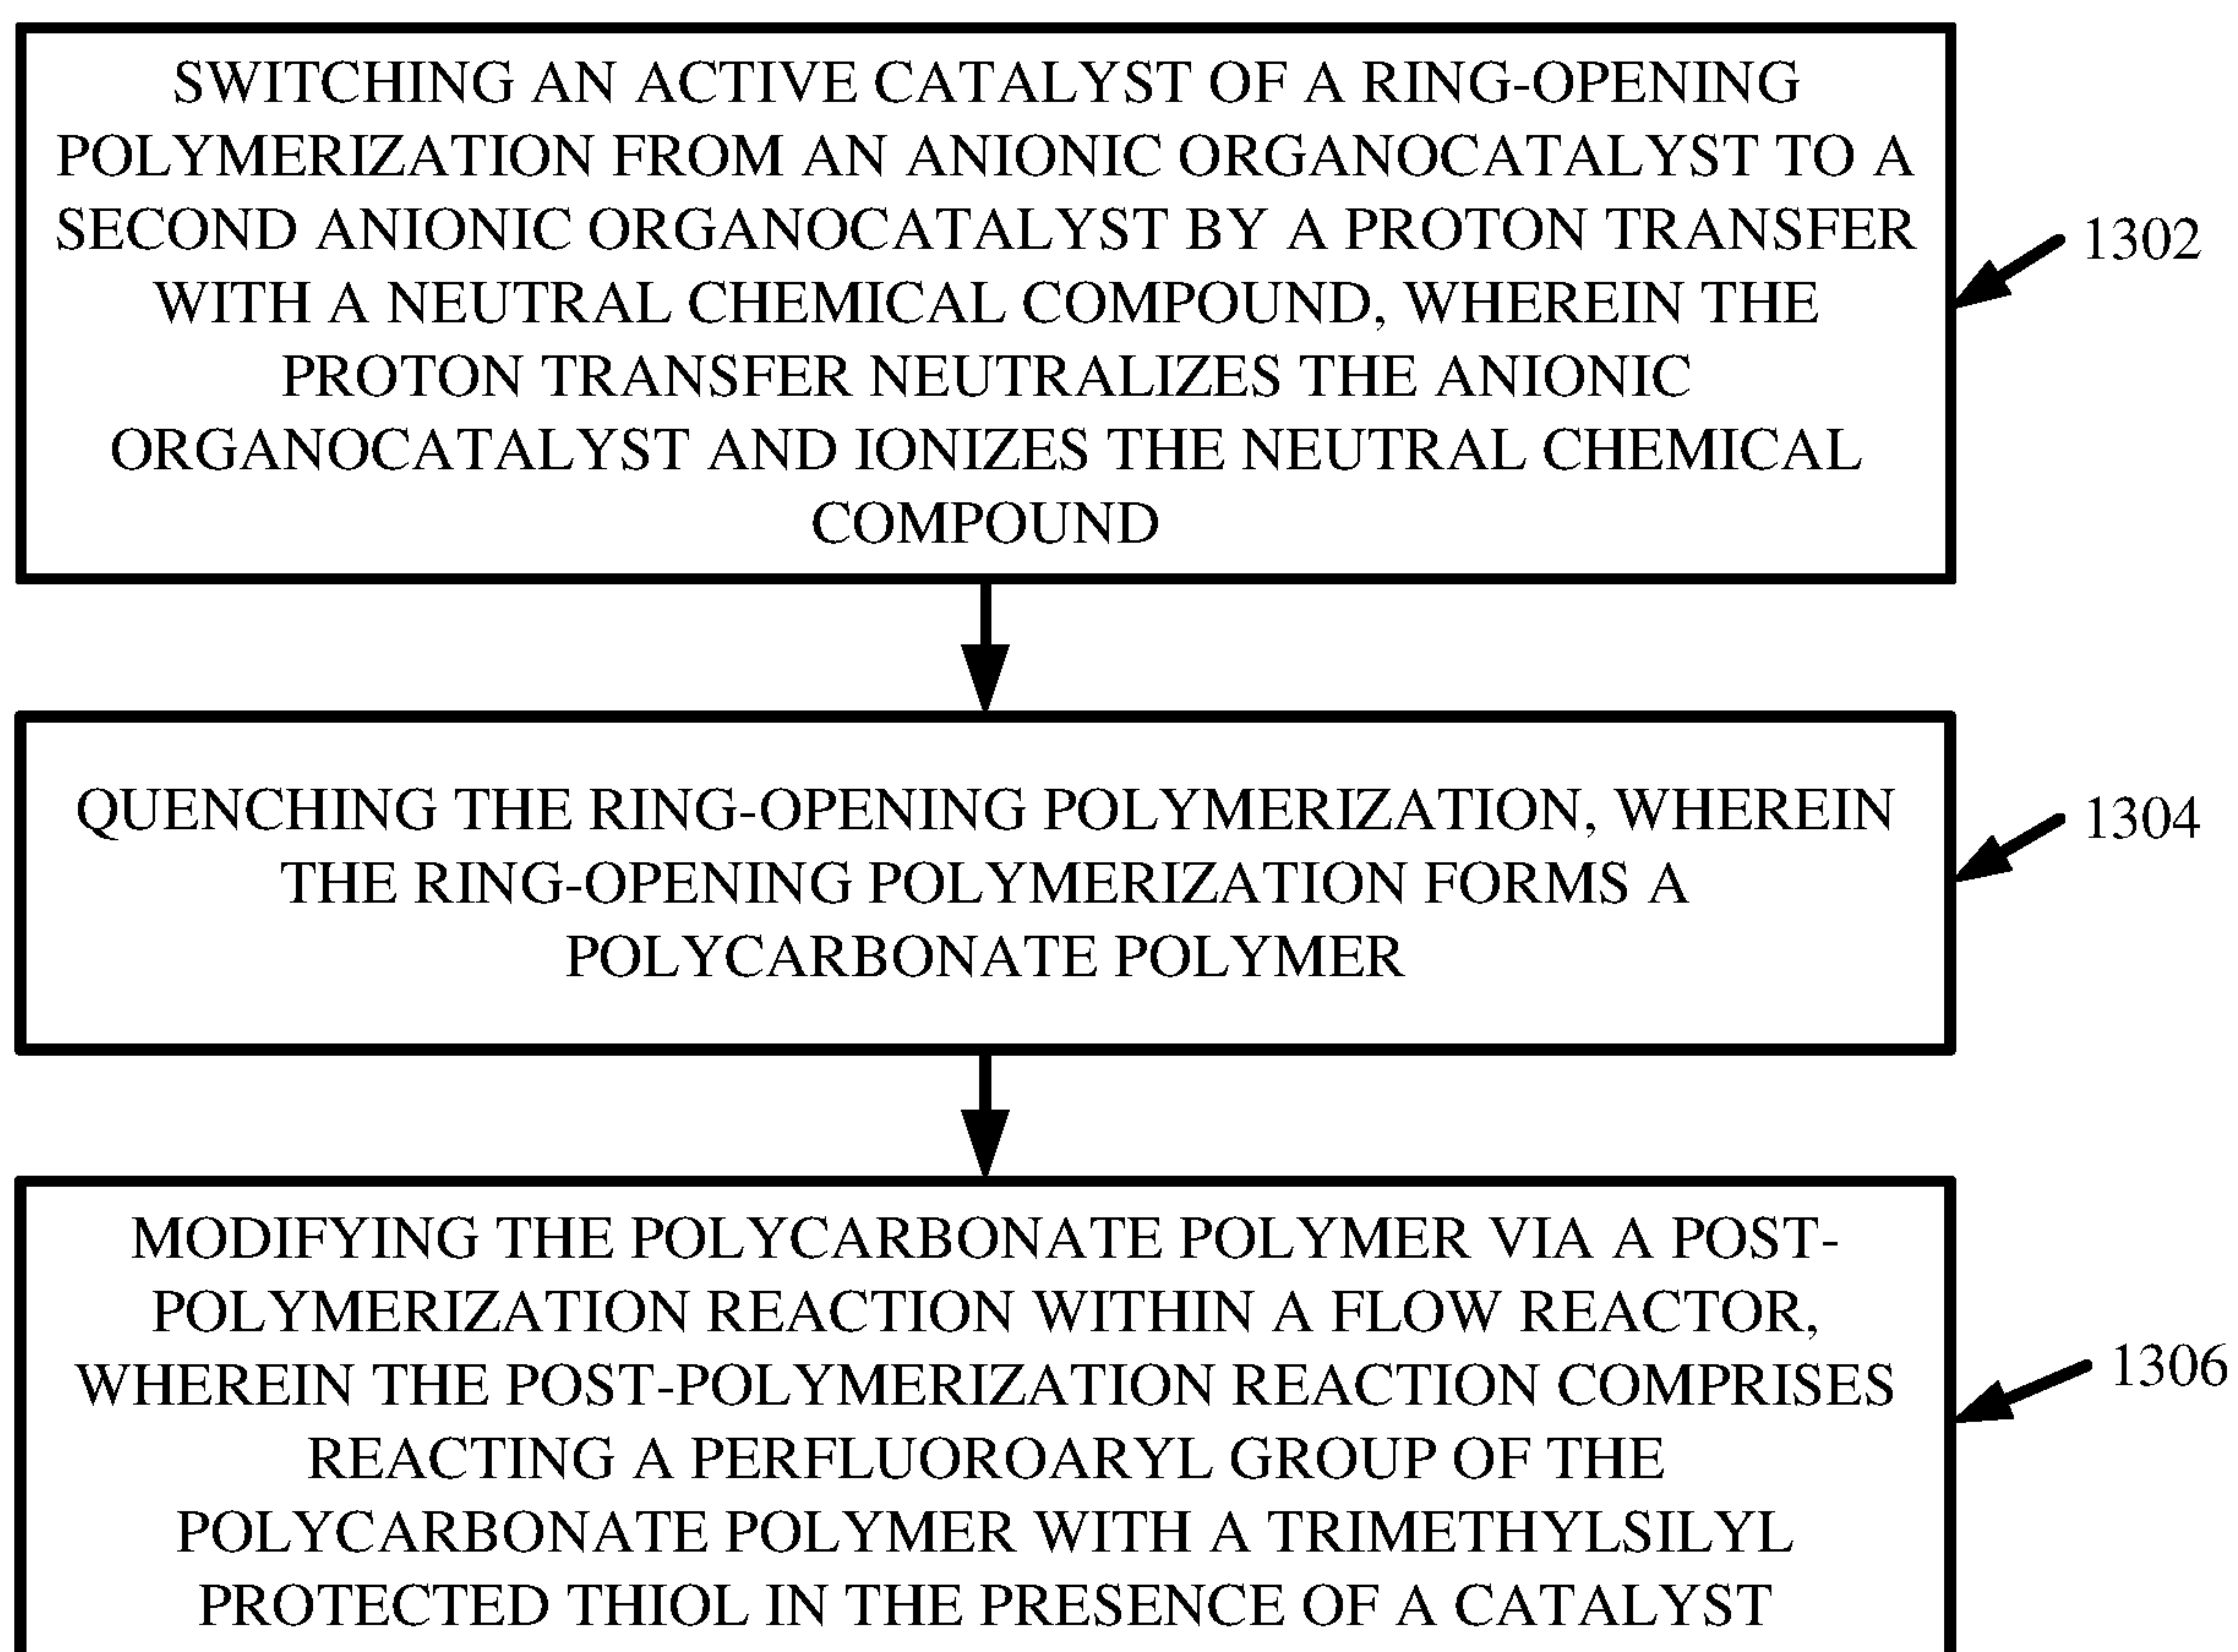 SWITCHING AN ACTIVE CATALYST OF A RING-OPENING
POLYMERIZATION FROM AN ANIONIC ORGANOCATALYST TO A
SECOND ANIONIC ORGANOCATALYST BY A PROTON TRANSFER
WITH A NEUTRAL CHEMICAL COMPOUND, WHEREIN THE
PROTON TRANSFER NEUTRALIZES THE ANIONIC
ORGANOCATALYST AND IONIZES THE NEUTRAL CHEMICAL
COMPOUND
1302
QUENCHING THE RING-OPENING POLYMERIZATION, WHEREIN
THE RING-OPENING POLYMERIZATION FORMS A
POLYCARBONATE POLYMER
1304
MODIFYING THE POLYCARBONATE POLYMER VIA A POST-
POLYMERIZATION REACTION WITHIN A FLOW REACTOR,
WHEREIN THE POST-POLYMERIZATION REACTION COMPRISES
REACTING A PERFLUOROARYL GROUP OF THE
POLYCARBONATE POLYMER WITH A TRIMETHYLSILYL
PROTECTED THIOL IN THE PRESENCE OF A CATALYST
1306